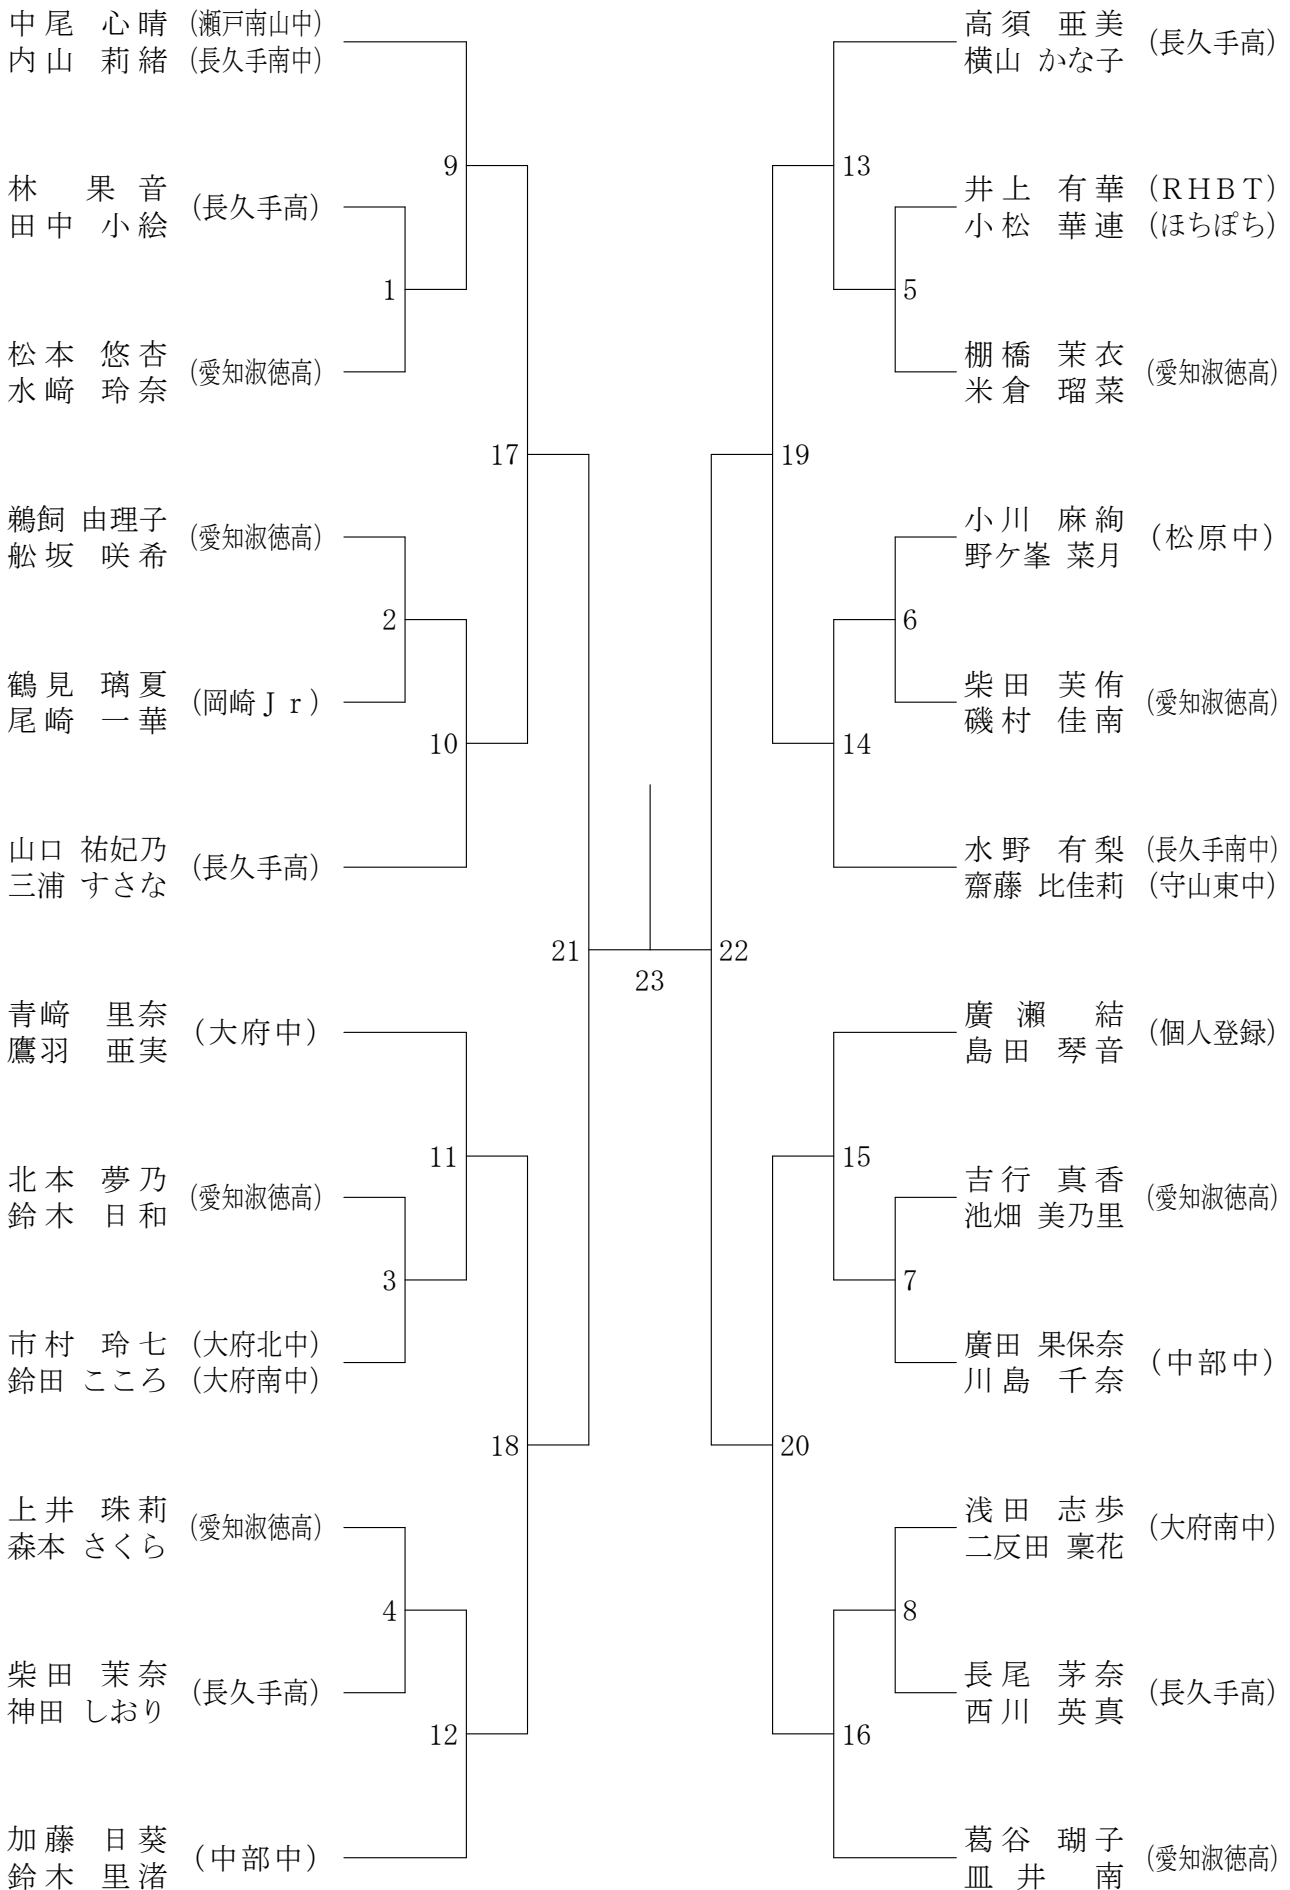 中尾 心晴 (瀬戸南山中)
内山 莉緒 (長久手南中)
9
林 果音 (長久手高)
田中 小絵
1
松本 悠杏 (愛知淑徳高)
水﨑 玲奈
17
鵜飼 由理子 (愛知淑徳高)
舩坂 咲希
2
鶴見 璃夏 (岡崎Jr)
尾崎 一華
10
山口 祐妃乃 (長久手高)
三浦 すさな
21
青﨑 里奈 (大府中)
鷹羽 亜実
11
北本 夢乃 (愛知淑徳高)
鈴木 日和
3
市村 玲七 (大府北中)
鈴田 こころ (大府南中)
18
上井 珠莉 (愛知淑徳高)
森本 さくら
4
柴田 茉奈 (長久手高)
神田 しおり
12
加藤 日葵 (中部中)
鈴木 里渚
23
高須 亜美 (長久手高)
横山 かな子
13
井上 有華 (RHBT)
小松 華連 (ほちぽち)
5
棚橋 茉衣 (愛知淑徳高)
米倉 瑠菜
19
小川 麻絢 (松原中)
野ケ峯 菜月
6
柴田 芙侑 (愛知淑徳高)
磯村 佳南
14
水野 有梨 (長久手南中)
齋藤 比佳莉 (守山東中)
22
廣瀬 結 (個人登録)
島田 琴音
15
吉行 真香 (愛知淑徳高)
池畑 美乃里
7
廣田 果保奈 (中部中)
川島 千奈
20
浅田 志歩 (大府南中)
二反田 稟花
8
長尾 茅奈 (長久手高)
西川 英真
16
葛谷 瑚子 (愛知淑徳高)
皿井 南